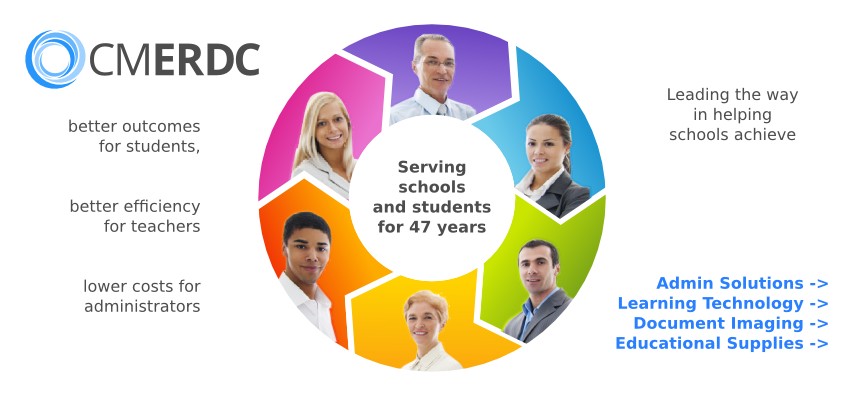 CMERDC
better outcomes
for students,
better efficiency
for teachers
lower costs for
administrators
Serving
schools
and students
for 47 years
Leading the way
in helping
schools achieve
Admin Solutions ->
Learning Technology ->
Document Imaging ->
Educational Supplies ->